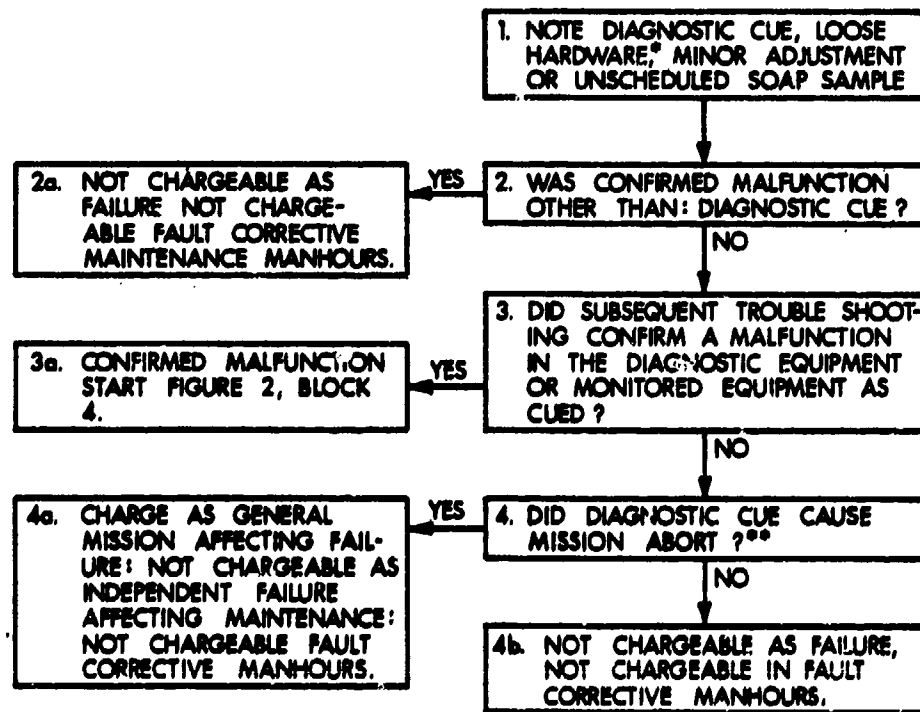 1. NOTE DIAGNOSTIC CUE, LOOSE
HARDWARE,* MINOR ADJUSTMENT
OR UNSCHEDULED SOAP SAMPLE
2a. NOT CHARGEABLE AS
FAILURE NOT CHARGE-
ABLE FAULT CORRECTIVE
MAINTENANCE MANHOURS.
YES
2. WAS CONFIRMED MALFUNCTION
OTHER THAN: DIAGNOSTIC CUE?
NO
3a. CONFIRMED MALFUNCTION
START FIGURE 2, BLOCK
4.
YES
3. DID SUBSEQUENT TROUBLE SHOOT-
ING CONFIRM A MALFUNCTION
IN THE DIAGNOSTIC EQUIPMENT
OR MONITORED EQUIPMENT AS
CUED?
NO
4a. CHARGE AS GENERAL
MISSION AFFECTING FAIL-
URE: NOT CHARGEABLE AS
INDEPENDENT FAILURE
AFFECTING MAINTENANCE:
NOT CHARGEABLE FAULT
CORRECTIVE MANHOURS.
YES
4. DID DIAGNOSTIC CUE CAUSE
MISSION ABORT?**
NO
4b. NOT CHARGEABLE AS FAILURE,
NOT CHARGEABLE IN FAULT
CORRECTIVE MANHOURS.